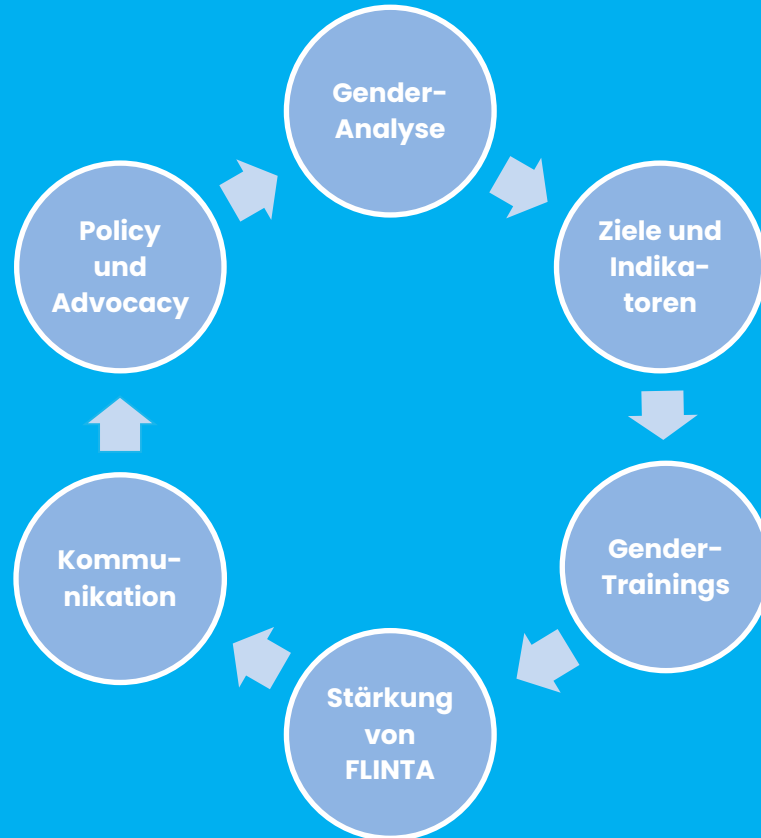 Gender-
Analyse
Ziele und
Indika-
toren
Gender-
Trainings
Stärkung
von
FLINTA
Kommu-
nikation
Policy
und
Advocacy